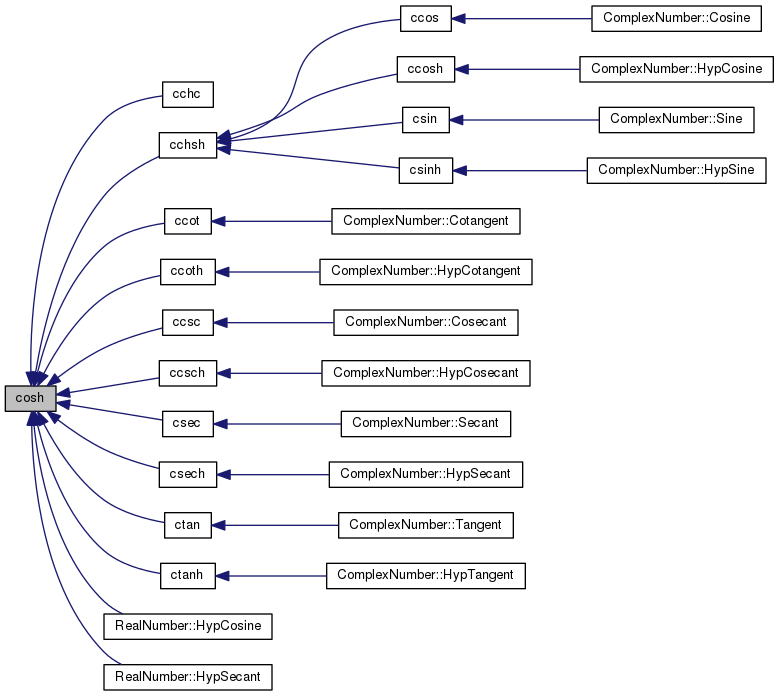 ccos
ComplexNumber::Cosine
ccosh
ComplexNumber::HypCosine
cchc
csin
ComplexNumber::Sine
cchsh
csinh
ComplexNumber::HypSine
ccot
ComplexNumber::Cotangent
ccoth
ComplexNumber::HypCotangent
ccsc
ComplexNumber::Cosecant
ccsch
ComplexNumber::HypCosecant
cosh
csec
ComplexNumber::Secant
csech
ComplexNumber::HypSecant
ctan
ComplexNumber::Tangent
ctanh
ComplexNumber::HypTangent
RealNumber::HypCosine
RealNumber::HypSecant